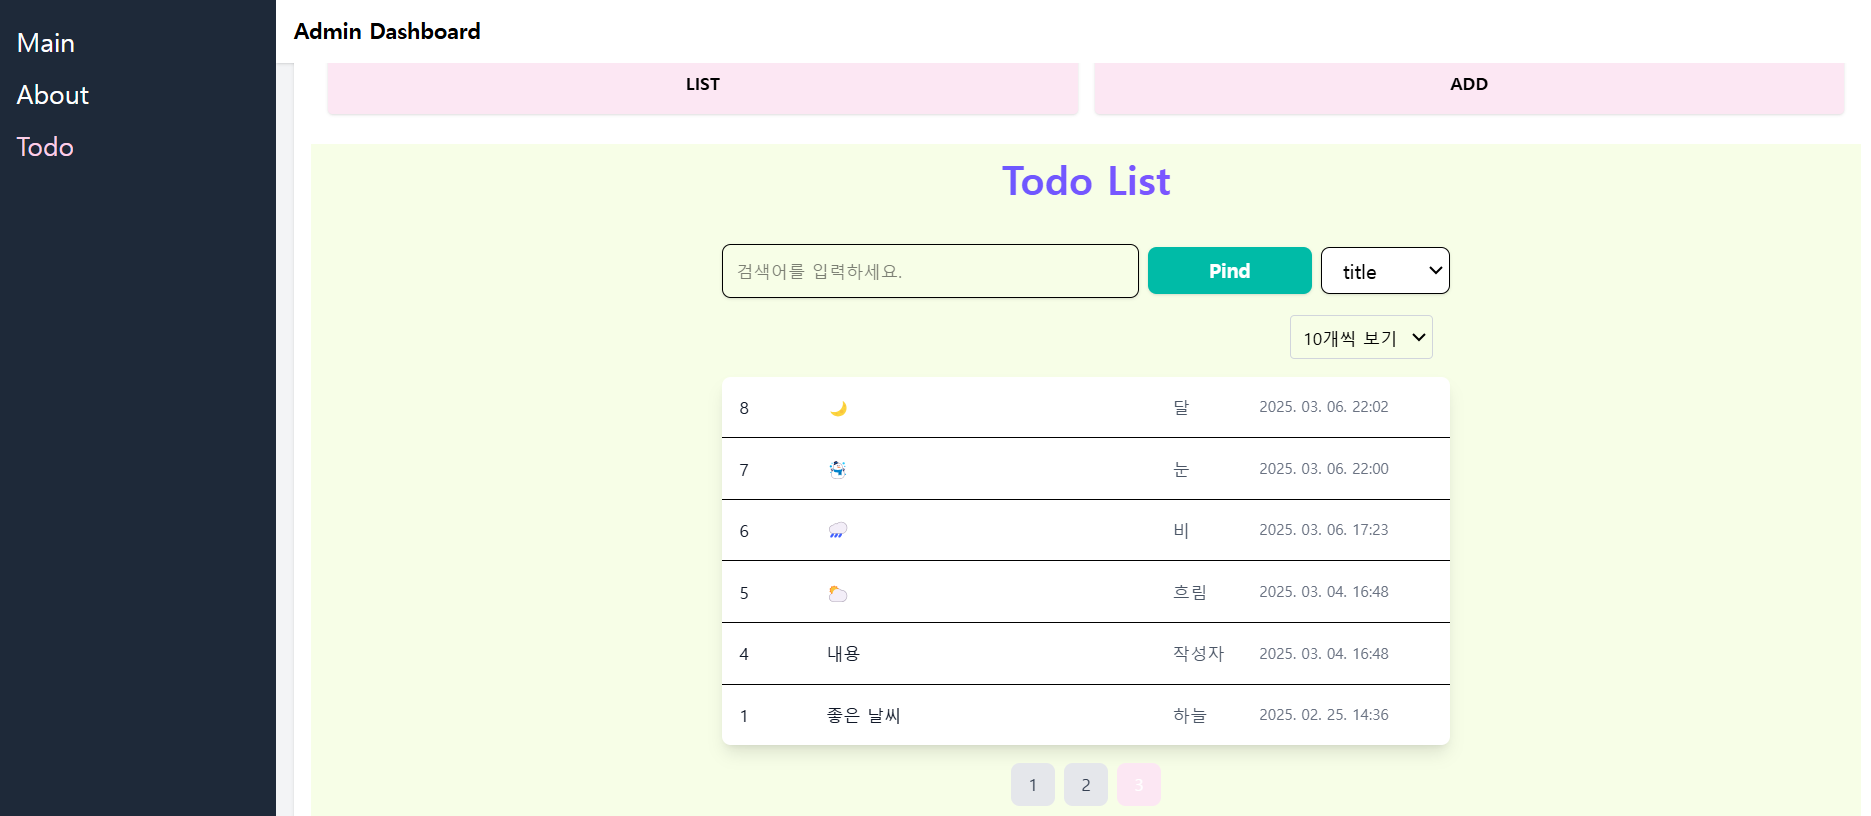 Main
About
Todo
Admin Dashboard
LIST
ADD
Todo List
검색어를 입력하세요.
Pind
title
10개씩 보기
8 🌙 달 2025. 03. 06. 22:02
7 ☃️ 눈 2025. 03. 06. 22:00
6 🌧️ 비 2025. 03. 06. 17:23
5 🌥️ 흐림 2025. 03. 04. 16:48
4 내용 작성자 2025. 03. 04. 16:48
1 좋은 날씨 하늘 2025. 02. 25. 14:36
1 2 3